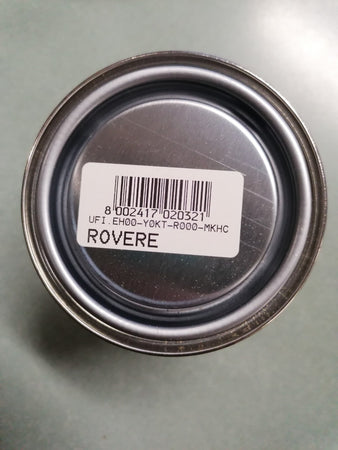 8 002417 020321
UFI.EH00-Y0KT-R000-MKHC
ROVERE